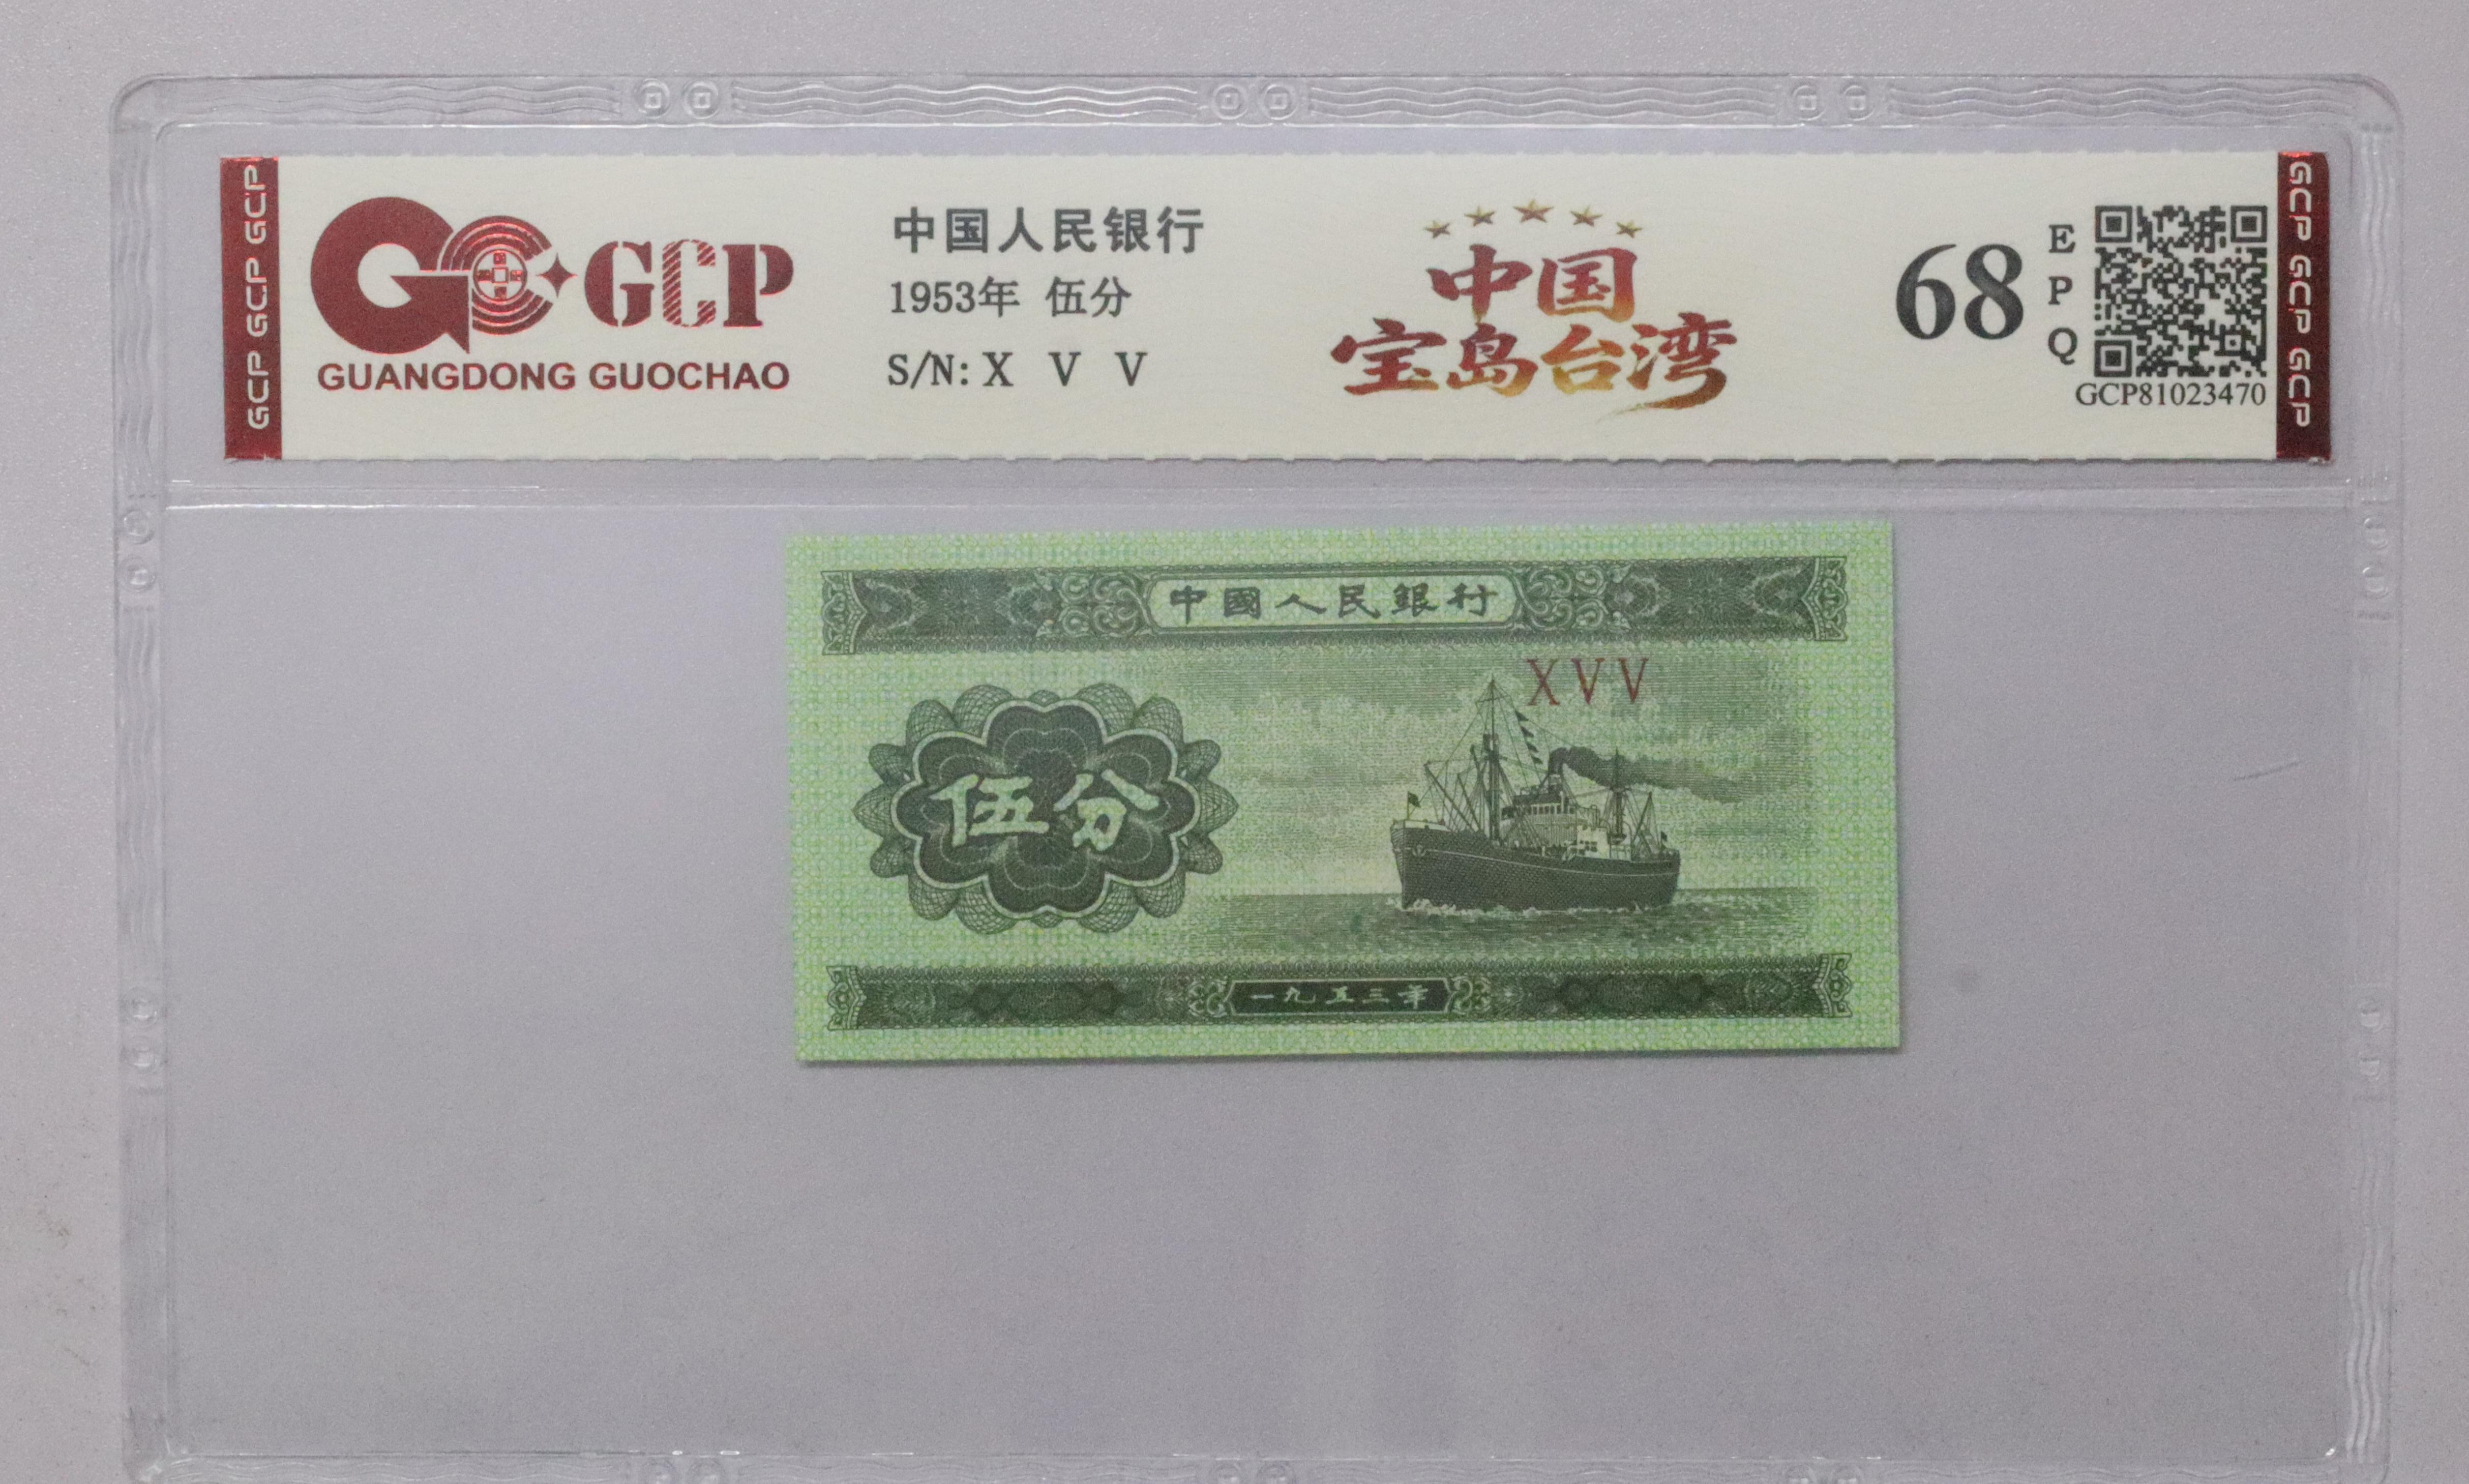 GCP GCP GCP
GCP
GUANGDONG GUOCHAO
中国人民银行
1953年 伍分
S/N: X V V
中国
宝岛台湾
68
E
P
Q
GCP81023470
GCP GCP GCP
中國人民銀行
XVV
伍分
一九五三年